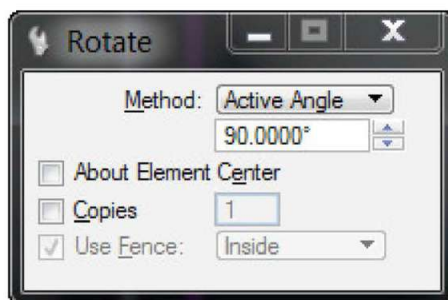 Rotate
Method: Active Angle
90.0000°
About Element Center
Copies 1
Use Fence: Inside